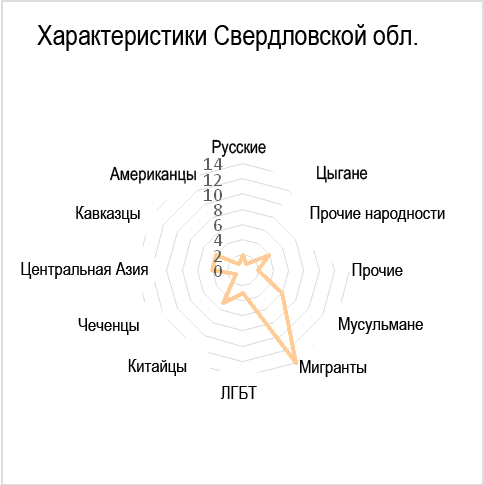 Характеристики Свердловской обл.
Русские
14
12
10
8
6
4
2
0
Цыгане
Прочие народности
Прочие
Мусульмане
Мигранты
ЛГБТ
Китайцы
Чеченцы
Центральная Азия
Кавказцы
Американцы